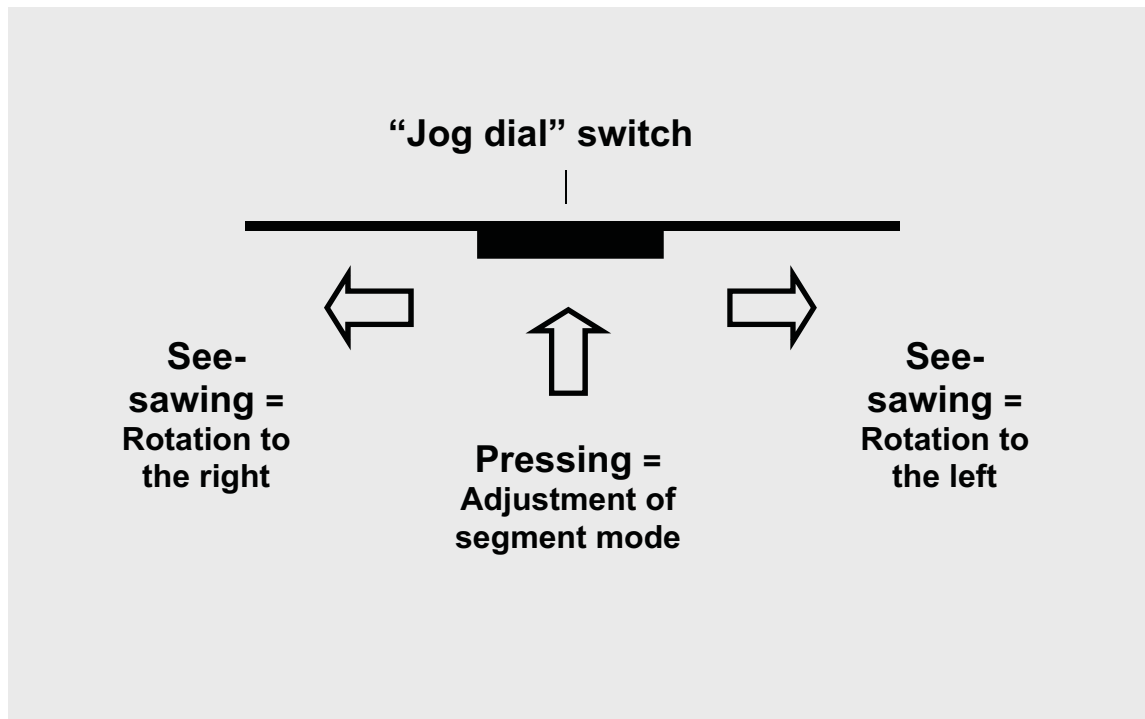 “Jog dial” switch
See-
sawing =
Rotation to
the right
Pressing =
Adjustment of
segment mode
See-
sawing =
Rotation to
the left